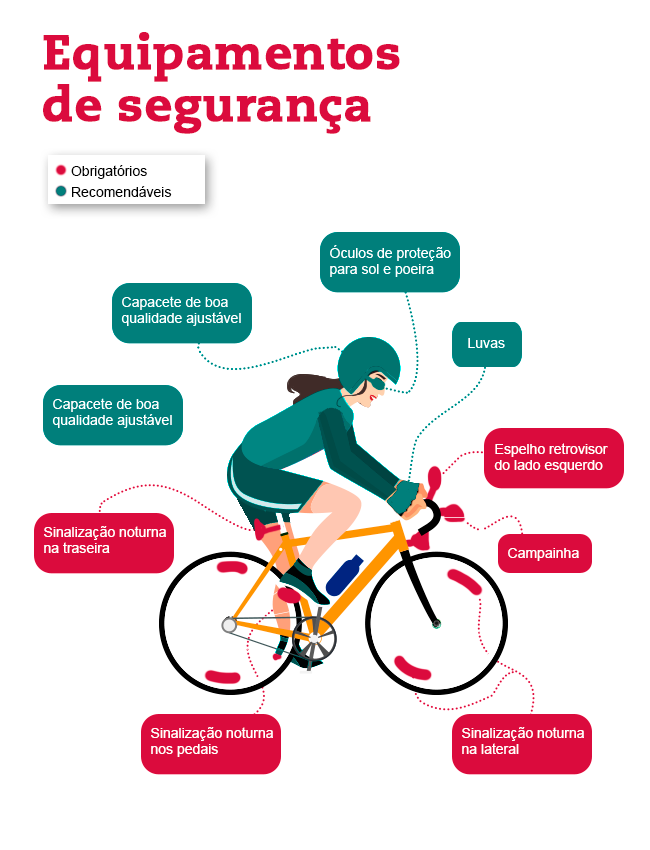 Equipamentos
de segurança
Obrigatórios
Recomendáveis
Óculos de proteção
para sol e poeira
Capacete de boa
qualidade ajustável
Luvas
Capacete de boa
qualidade ajustável
Espelho retrovisor
do lado esquerdo
Sinalização noturna
na traseira
Campainha
Sinalização noturna
nos pedais
Sinalização noturna
na lateral